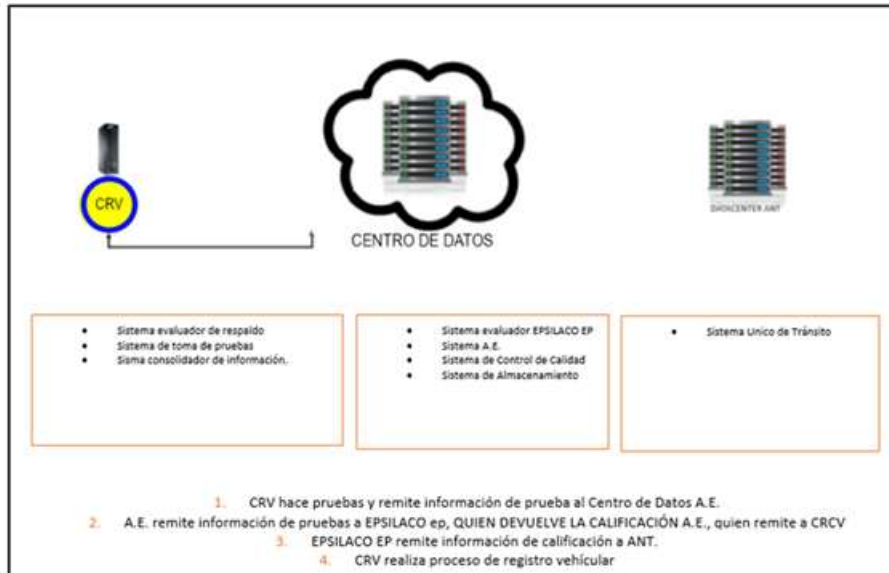 CRV
CENTRO DE DATOS
DATACENTER ANT
• Sistema evaluador de respaldo
• Sistema de toma de pruebas
• Sisma consolidador de información.
• Sistema evaluador EPSILACO EP
• Sistema A.E.
• Sistema de Control de Calidad
• Sistema de Almacenamiento
• Sistema Unico de Tránsito
1. CRV hace pruebas y remite información de prueba al Centro de Datos A.E.
2. A.E. remite información de pruebas a EPSILACO ep, QUIEN DEVUELVE LA CALIFICACIÓN A.E., quien remite a CRCV
3. EPSILACO EP remite información de calificación a ANT.
4. CRV realiza proceso de registro vehícular